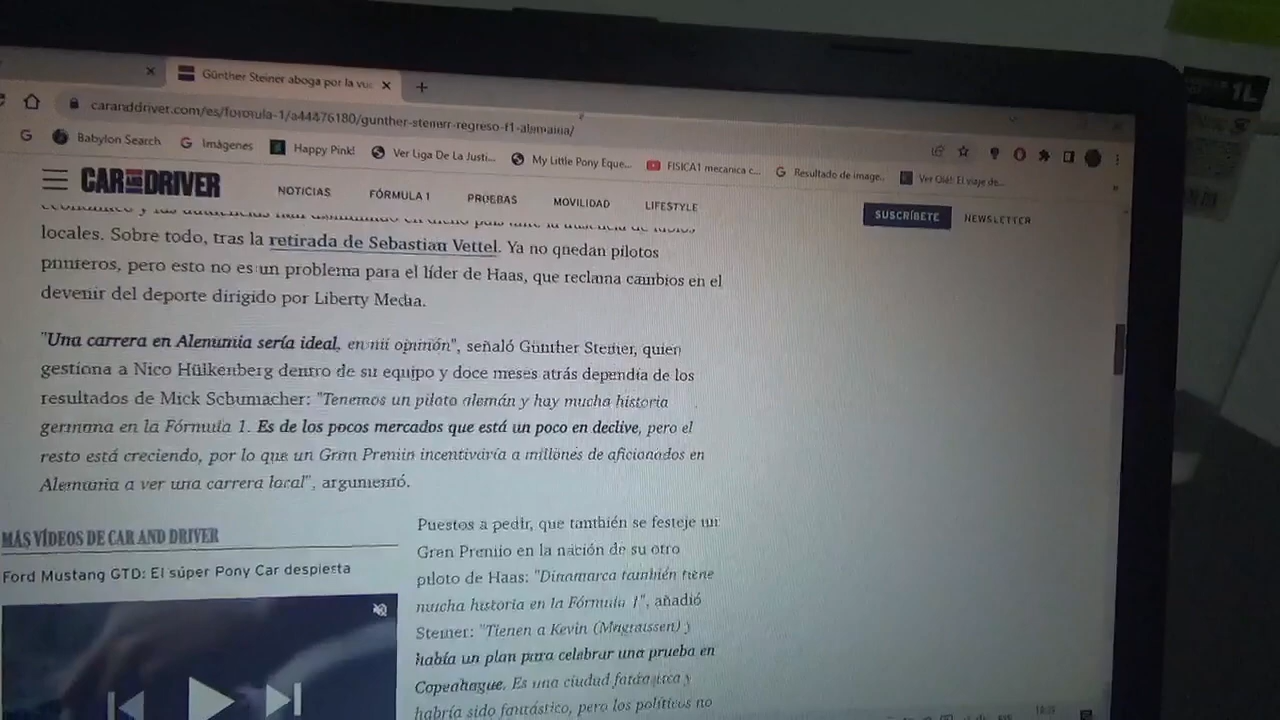 Günther Steiner aboga por la vue
caranddriver.com/es/formula-1/a44476180/gunther-steiner-regreso-f1-alemania/
Babylon Search
Imágenes
Happy Pink!
Ver Liga De La Justi...
My Little Pony Eque...
FISICA1 mecanica c...
Resultado de image...
Ver Olé! El viaje de...
CAR AND DRIVER
NOTICIAS
FÓRMULA 1
PRUEBAS
MOVILIDAD
LIFESTYLE
SUSCRÍBETE
NEWSLETTER
locales. Sobre todo, tras la retirada de Sebastian Vettel. Ya no quedan pilotos
punteros, pero esto no es un problema para el líder de Haas, que reclama cambios en el
devenir del deporte dirigido por Liberty Media.
"Una carrera en Alemania sería ideal, en mi opinión", señaló Günther Steiner, quien
gestiona a Nico Hülkenberg dentro de su equipo y doce meses atrás dependía de los
resultados de Mick Schumacher: "Tenemos un piloto alemán y hay mucha historia
germana en la Fórmula 1. Es de los pocos mercados que está un poco en declive, pero el
resto está creciendo, por lo que un Gran Premio incentivaría a millones de aficionados en
Alemania a ver una carrera local", argumentó.
MÁS VÍDEOS DE CAR AND DRIVER
Ford Mustang GTD: El súper Pony Car despiesta
Puestos a pedir, que también se festeje un
Gran Premio en la nación de su otro
piloto de Haas: "Dinamarca también tiene
mucha historia en la Fórmula 1", añadió
Steiner: "Tienen a Kevin (Magnussen) y
había un plan para celebrar una prueba en
Copenhague. Es una ciudad fantástica y
habría sido fantástico, pero los políticos no
1L